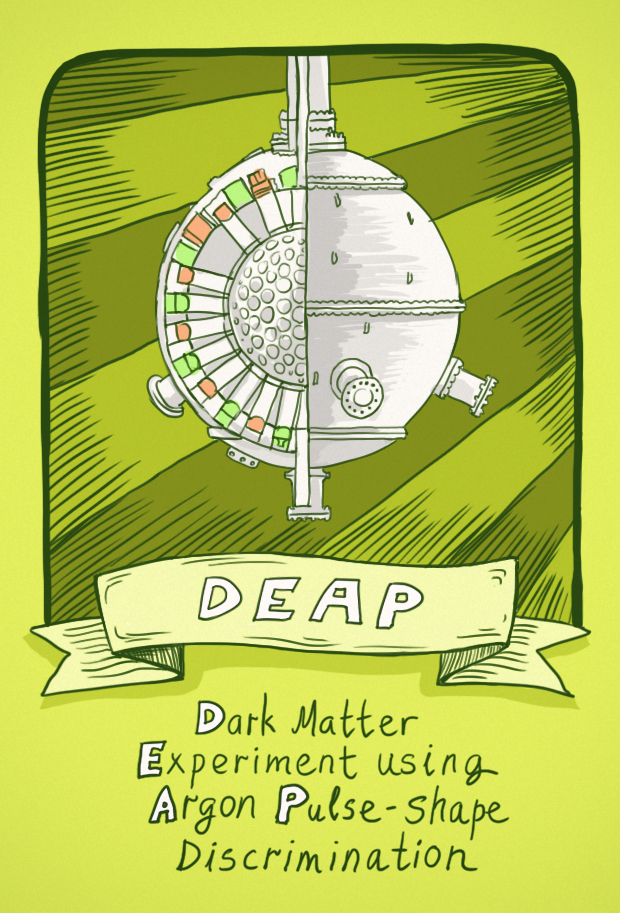 DEAP
Dark Matter
Experiment using
Argon Pulse-shape
Discrimination